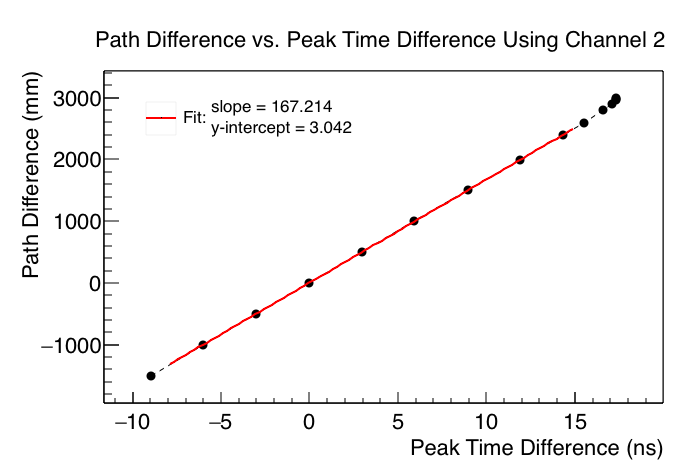 Path Difference vs. Peak Time Difference Using Channel 2
Path Difference (mm)
3000
2000
1000
0
−1000
Fit: slope = 167.214
y-intercept = 3.042
−10 −5 0 5 10 15
Peak Time Difference (ns)